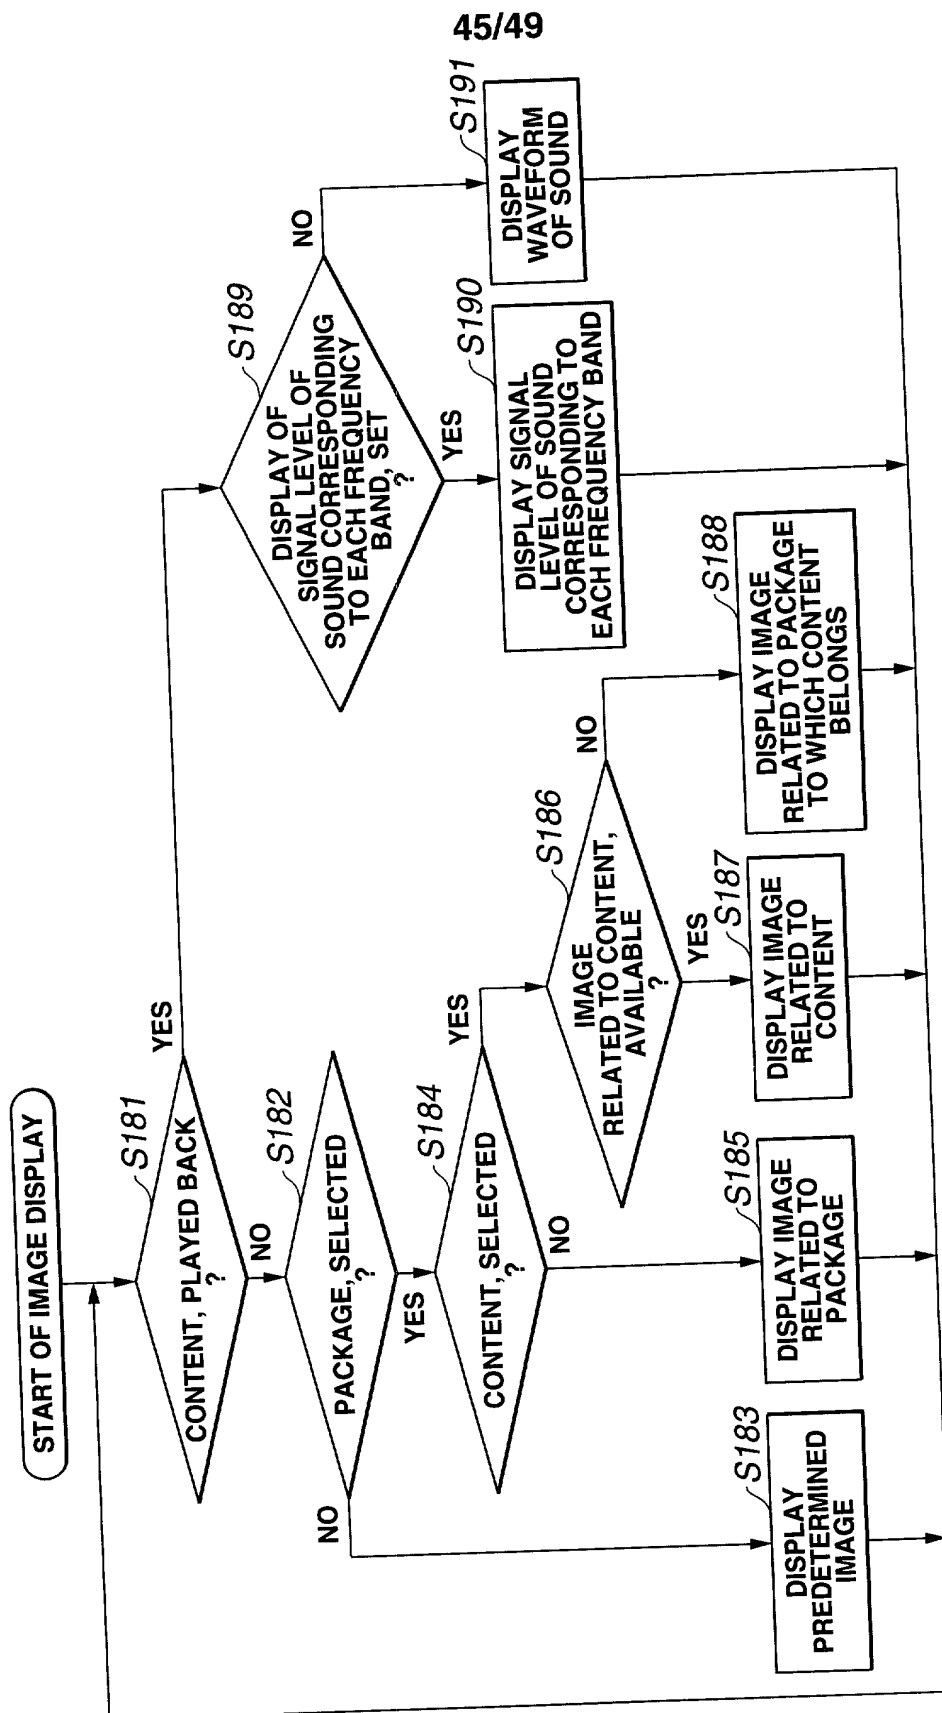 45/49
START OF IMAGE DISPLAY
S181
CONTENT, PLAYED BACK
?
YES
NO
S182
PACKAGE, SELECTED
?
NO
YES
S184
CONTENT, SELECTED
?
YES
NO
S183
DISPLAY
PREDETERMINED
IMAGE
S185
DISPLAY IMAGE
RELATED TO
PACKAGE
S186
IMAGE
RELATED TO CONTENT,
AVAILABLE
?
NO
YES
S187
DISPLAY IMAGE
RELATED TO
CONTENT
S188
DISPLAY IMAGE
RELATED TO PACKAGE
TO WHICH CONTENT
BELONGS
S189
DISPLAY OF
SIGNAL LEVEL OF
SOUND CORRESPONDING
TO EACH FREQUENCY
BAND, SET
?
NO
YES
S190
DISPLAY SIGNAL
LEVEL OF SOUND
CORRESPONDING TO
EACH FREQUENCY BAND
S191
DISPLAY
WAVEFORM
OF SOUND